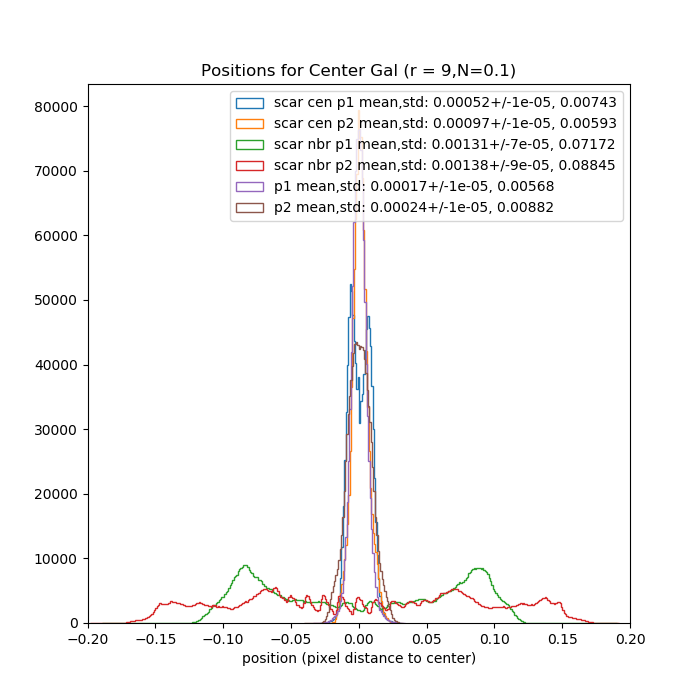 Positions for Center Gal (r = 9,N=0.1)
scar cen p1 mean,std: 0.00052+/-1e-05, 0.00743
scar cen p2 mean,std: 0.00097+/-1e-05, 0.00593
scar nbr p1 mean,std: 0.00131+/-7e-05, 0.07172
scar nbr p2 mean,std: 0.00138+/-9e-05, 0.08845
p1 mean,std: 0.00017+/-1e-05, 0.00568
p2 mean,std: 0.00024+/-1e-05, 0.00882
80000
70000
60000
50000
40000
30000
20000
10000
0
−0.20 −0.15 −0.10 −0.05 0.00 0.05 0.10 0.15 0.20
position (pixel distance to center)